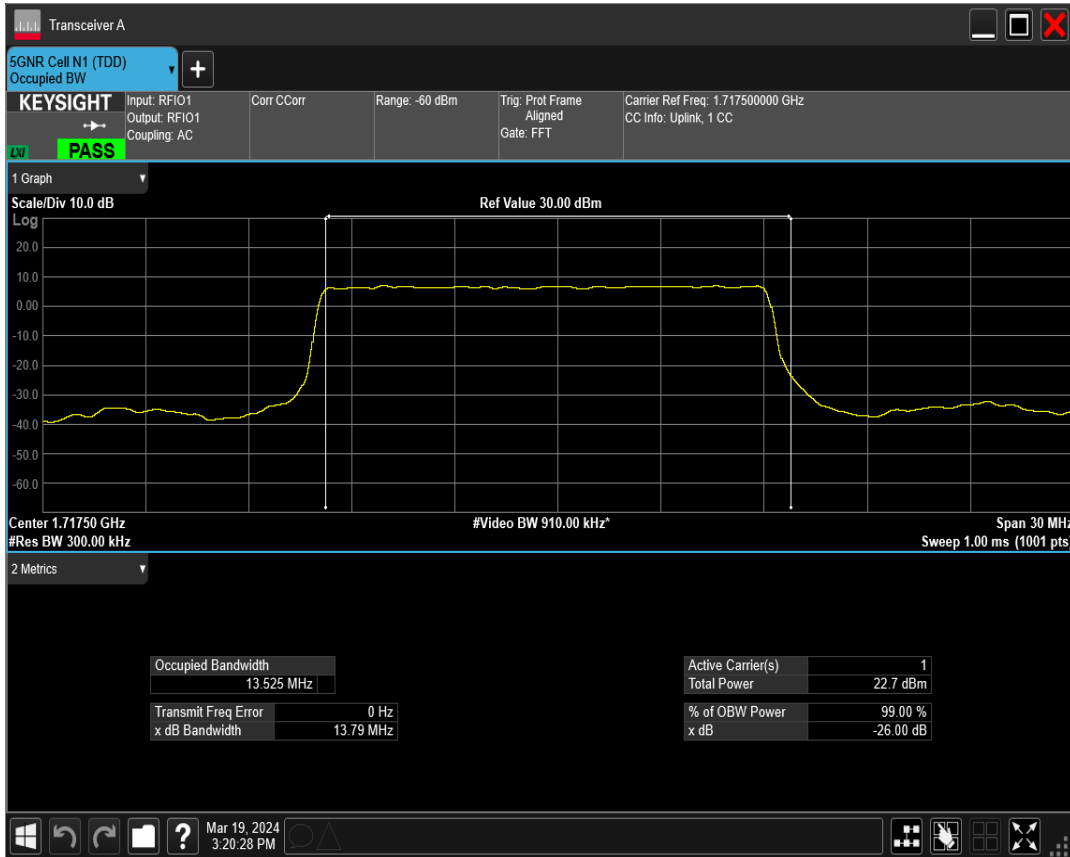 Transceiver A
5GNR Cell N1 (TDD)
Occupied BW
+
KEYSIGHT
LXI
PASS
Input: RFIO1
Output: RFIO1
Coupling: AC
Corr CCorr
Range: -60 dBm
Trig: Prot Frame
Aligned
Gate: FFT
Carrier Ref Freq: 1.717500000 GHz
CC Info: Uplink, 1 CC
1 Graph
Scale/Div 10.0 dB
Ref Value 30.00 dBm
Log
20.0
10.0
0.00
-10.0
-20.0
-30.0
-40.0
-50.0
-60.0
Center 1.71750 GHz
#Video BW 910.00 kHz*
Span 30 MHz
#Res BW 300.00 kHz
Sweep 1.00 ms (1001 pts)
2 Metrics
Occupied Bandwidth
13.525 MHz
Transmit Freq Error 0 Hz
x dB Bandwidth 13.79 MHz
Active Carrier(s) 1
Total Power 22.7 dBm
% of OBW Power 99.00 %
x dB -26.00 dB
?
Mar 19, 2024
3:20:28 PM